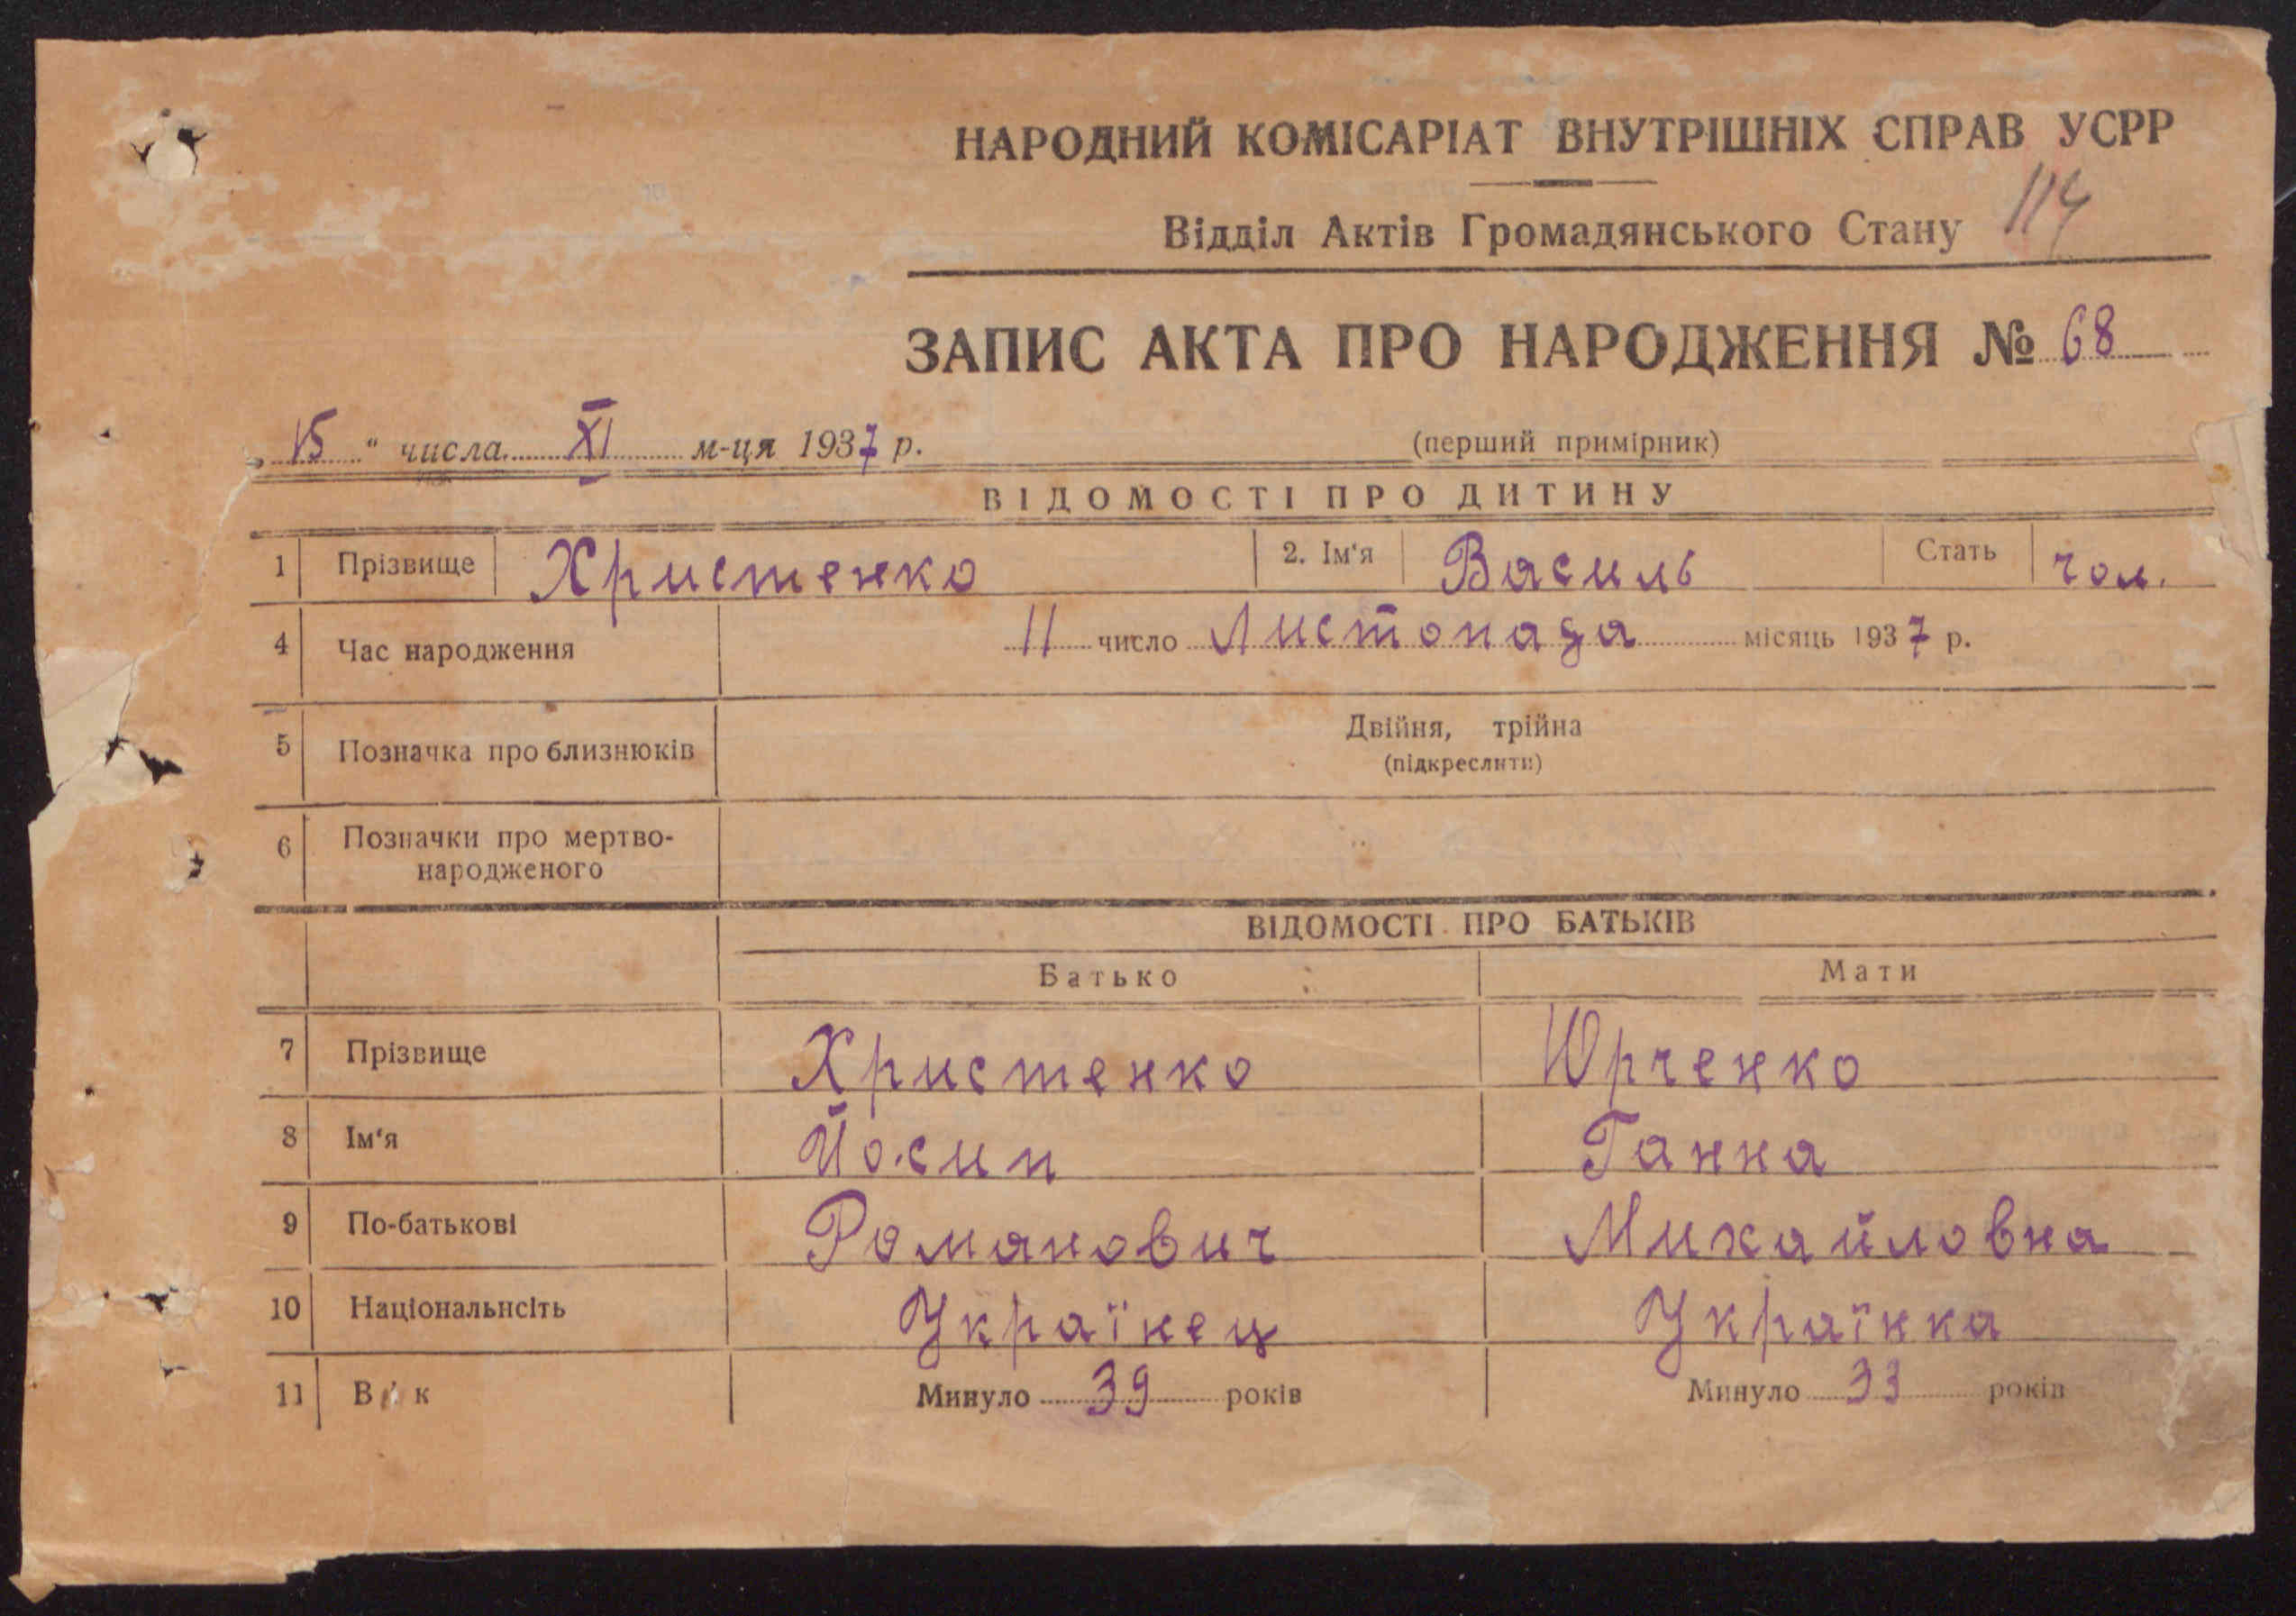 НАРОДНИЙ КОМІСАРІАТ ВНУТРІШНІХ СПРАВ УСРР
Відділ Актів Громадянського Стану 114
ЗАПИС АКТА ПРО НАРОДЖЕННЯ № 68
„ 15 “ числа XI м-ця 1937 р. (перший примірник)
ВІДОМОСТІ ПРО ДИТИНУ
1 Прізвище Христенко 2. Ім‘я Василь Стать чол.
4 Час народження 11 число Листопада місяць 1937 р.
5 Позначка про близнюків Двійня, трійна
(підкреслити)
6 Позначки про мертво-
народженого
ВІДОМОСТІ ПРО БАТЬКІВ
Батько Мати
7 Прізвище Христенко Юрченко
8 Ім‘я Йосип Ганна
9 По-батькові Романович Михайловна
10 Національнсіть Українец Українка
11 Вік Минуло 39 років Минуло 33 років